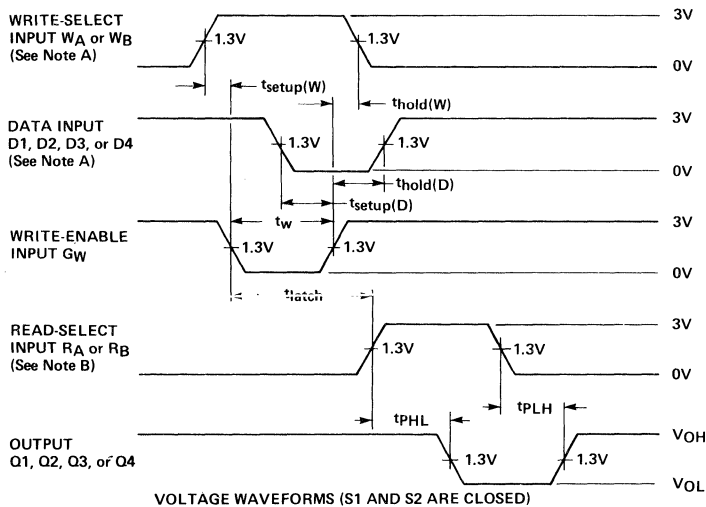 WRITE-SELECT
INPUT WA or WB
(See Note A)
1.3V
1.3V
3V
0V
tsetup(W)
thold(W)
DATA INPUT
D1, D2, D3, or D4
(See Note A)
1.3V
1.3V
3V
0V
thold(D)
tsetup(D)
WRITE-ENABLE
INPUT GW
tw
1.3V
1.3V
3V
0V
tlatch
READ-SELECT
INPUT RA or RB
(See Note B)
1.3V
1.3V
3V
0V
tPHL
tPLH
OUTPUT
Q1, Q2, Q3, or Q4
1.3V
1.3V
VOH
VOL
VOLTAGE WAVEFORMS (S1 AND S2 ARE CLOSED)